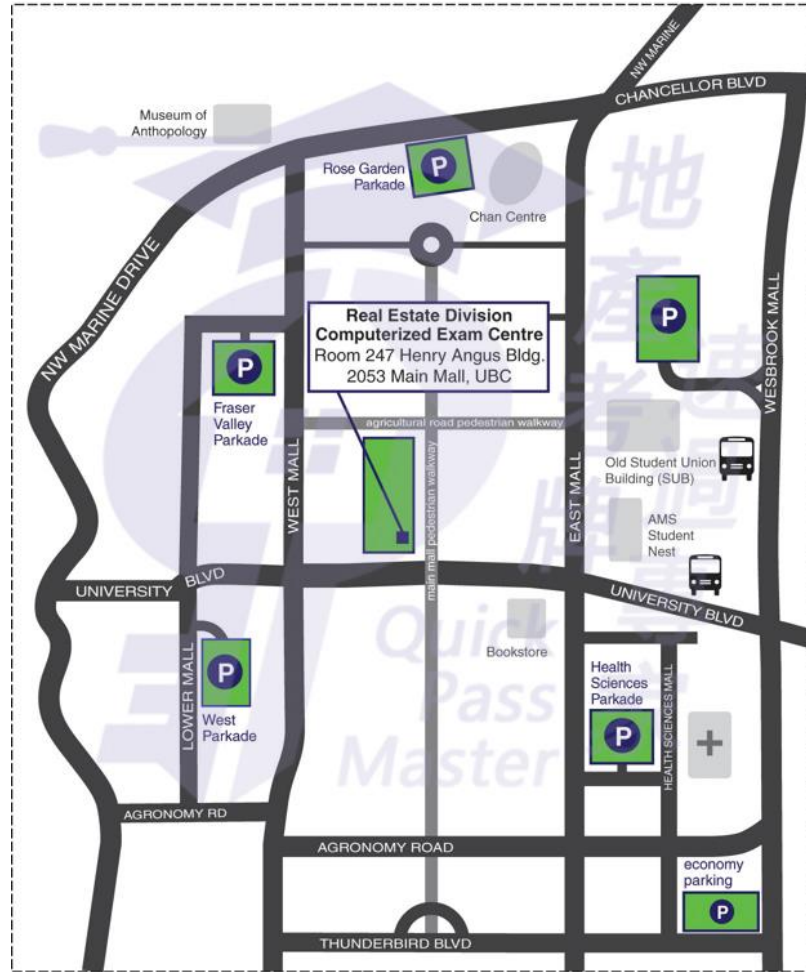 NW MARINE
CHANCELLOR BLVD
Museum of
Anthopology
Rose Garden
Parkade
P
Chan Centre
NW MARINE DRIVE
Real Estate Division
Computerized Exam Centre
Room 247 Henry Angus Bldg.
2053 Main Mall, UBC
P
WESBROOK MALL
P
Fraser
Valley
Parkade
agricultural road pedestrian walkway
WEST MALL
main mall pedestrian walkway
EAST MALL
Old Student Union
Building (SUB)
AMS
Student
Nest
UNIVERSITY BLVD
UNIVERSITY BLVD
Bookstore
LOWER MALL
P
West
Parkade
Health
Sciences
Parkade
P
HEALTH SCIENCES MALL
+
AGRONOMY RD
AGRONOMY ROAD
economy
parking
P
THUNDERBIRD BLVD
地產考牌
速過專家
Quick
Pass
Master